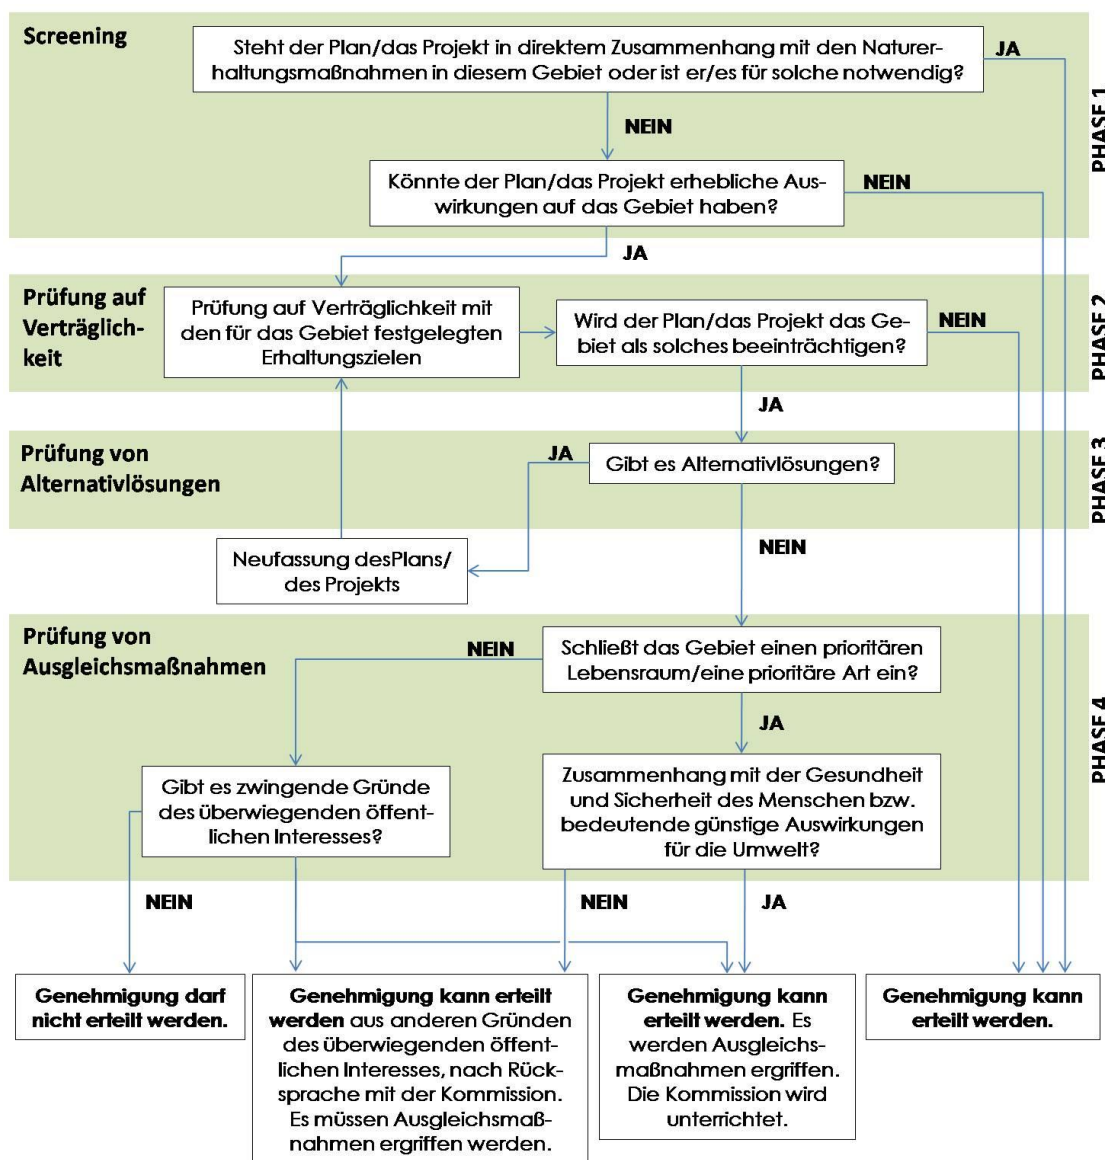 Screening
Steht der Plan/das Projekt in direktem Zusammenhang mit den Naturer-
haltungsmaßnahmen in diesem Gebiet oder ist er/es für solche notwendig?
JA
PHASE 1
NEIN
Könnte der Plan/das Projekt erhebliche Aus-
wirkungen auf das Gebiet haben?
NEIN
JA
Prüfung auf
Verträglich-
keit
Prüfung auf Verträglichkeit mit
den für das Gebiet festgelegten
Erhaltungszielen
Wird der Plan/das Projekt das Ge-
biet als solches beeinträchtigen?
NEIN
PHASE 2
JA
Prüfung von
Alternativlösungen
JA
Gibt es Alternativlösungen?
PHASE 3
NEIN
Neufassung desPlans/
des Projekts
Prüfung von
Ausgleichsmaßnahmen
NEIN
Schließt das Gebiet einen prioritären
Lebensraum/eine prioritäre Art ein?
JA
PHASE 4
Gibt es zwingende Gründe
des überwiegenden öffent-
lichen Interesses?
Zusammenhang mit der Gesundheit
und Sicherheit des Menschen bzw.
bedeutende günstige Auswirkungen
für die Umwelt?
NEIN
NEIN
JA
Genehmigung darf
nicht erteilt werden.
Genehmigung kann erteilt
werden aus anderen Gründen
des überwiegenden öffent-
lichen Interesses, nach Rück-
sprache mit der Kommission.
Es müssen Ausgleichsmaß-
nahmen ergriffen werden.
Genehmigung kann
erteilt werden. Es
werden Ausgleichs-
maßnahmen ergriffen.
Die Kommission wird
unterrichtet.
Genehmigung kann
erteilt werden.